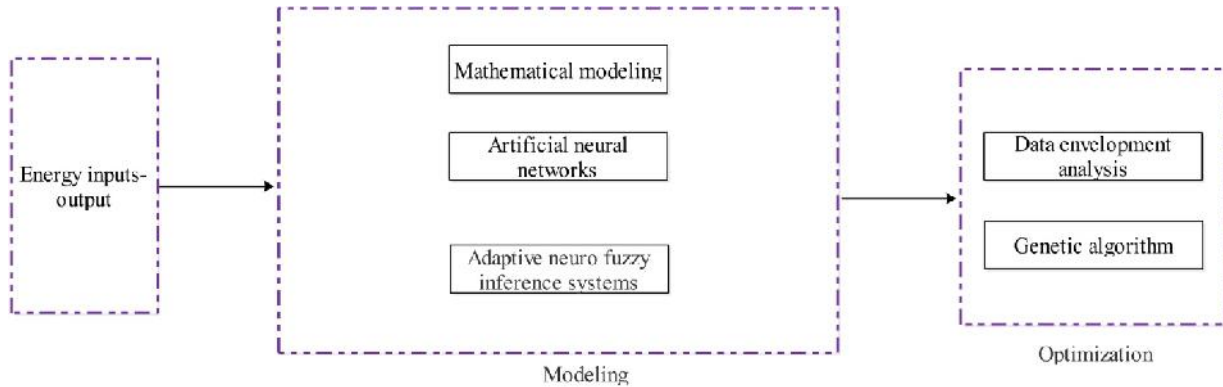 Energy inputs-
output
Mathematical modeling
Artificial neural
networks
Adaptive neuro fuzzy
inference systems
Modeling
Data envelopment
analysis
Genetic algorithm
Optimization